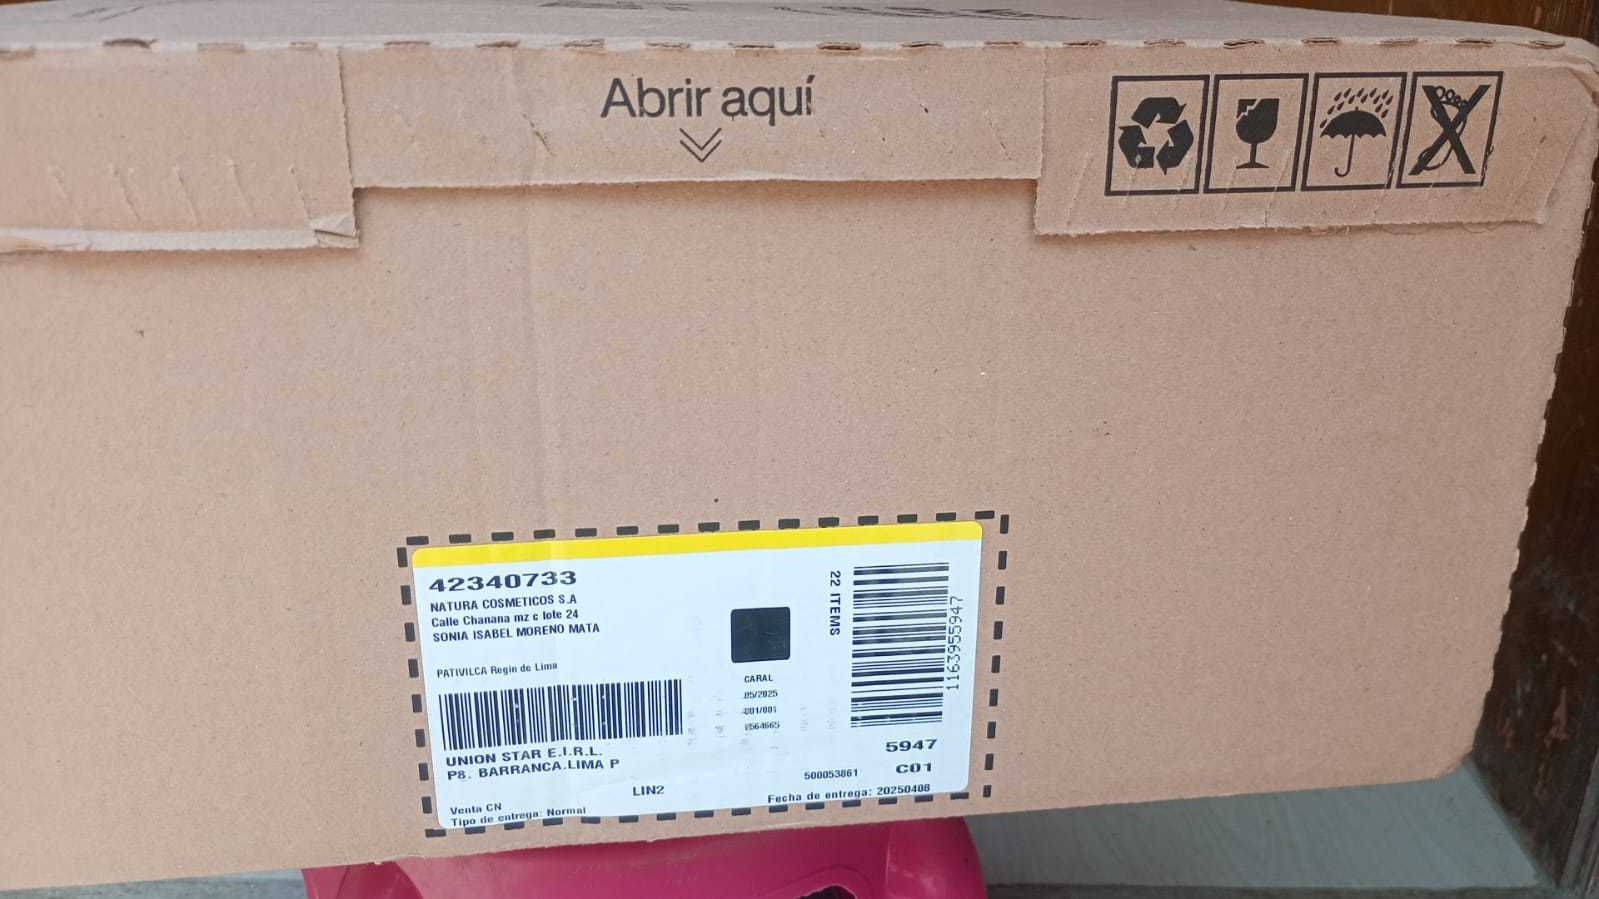 Abrir aquí
42340733
NATURA COSMETICOS S.A
Calle Chanana mz c lote 24
SONIA ISABEL MORENO MATA
PATIVILCA Regin de Lima
UNION STAR E.I.R.L.
P8. BARRANCA.LIMA P
LIN2
Venta CN
Tipo de entrega: Normal
CARAL
05/2025
001/001
22 ITEMS
1163955947
5947
500053861
C01
Fecha de entrega: 20250408